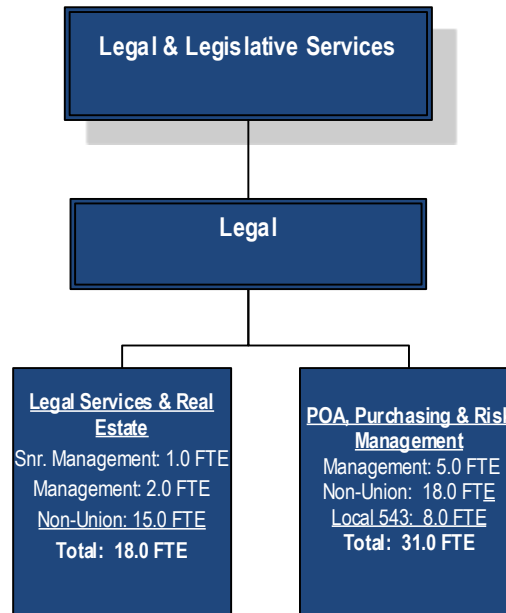 Legal & Legislative Services
Legal
Legal Services & Real
Estate
Snr. Management: 1.0 FTE
Management: 2.0 FTE
Non-Union: 15.0 FTE
Total: 18.0 FTE
POA, Purchasing & Risk
Management
Management: 5.0 FTE
Non-Union: 18.0 FTE
Local 543: 8.0 FTE
Total: 31.0 FTE